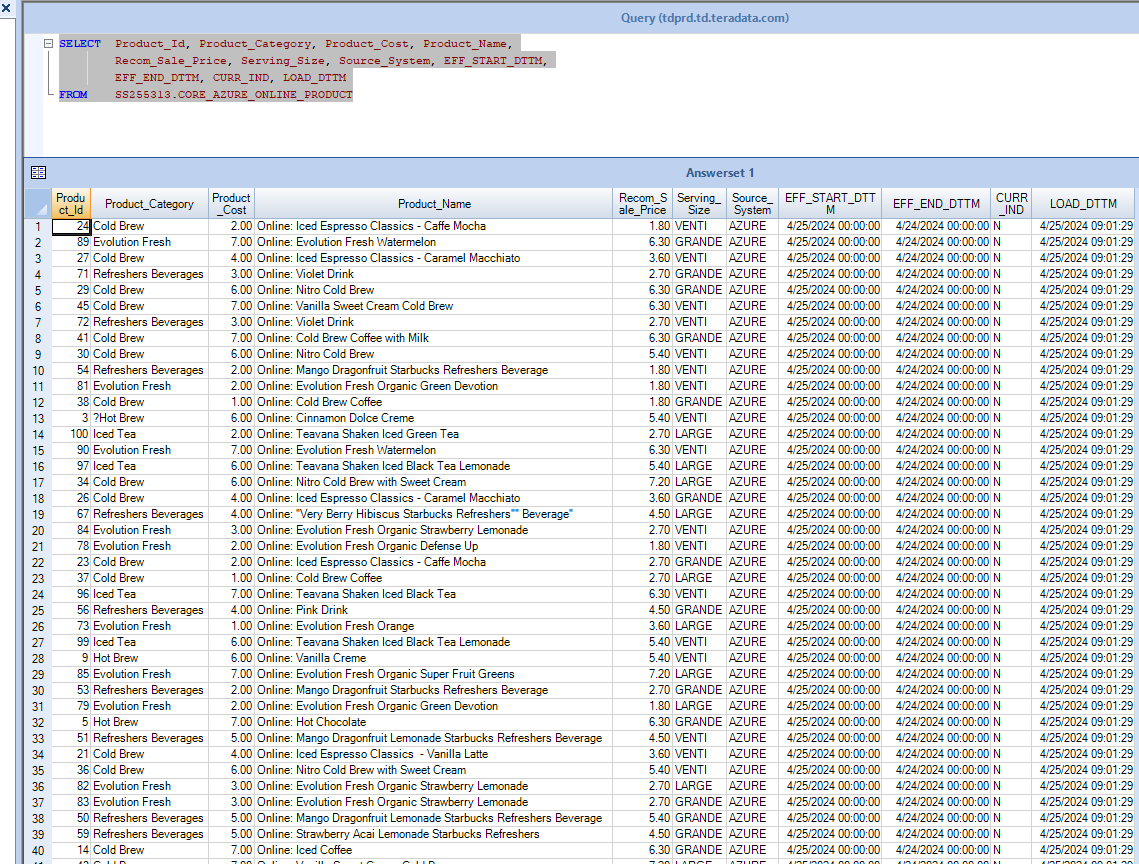 Query (tdprd.td.teradata.com)
SELECT Product_Id, Product_Category, Product_Cost, Product_Name,
Recom_Sale_Price, Serving_Size, Source_System, EFF_START_DTTM,
EFF_END_DTTM, CURR_IND, LOAD_DTTM
FROM SS255313.CORE_AZURE_ONLINE_PRODUCT
Answerset 1
Product_Id Product_Category Product_Cost Product_Name Recom_Sale_Price Serving_Size Source_System EFF_START_DTTM EFF_END_DTTM CURR_IND LOAD_DTTM
1 24 Cold Brew 2.00 Online: Iced Espresso Classics - Caffe Mocha 1.80 VENTI AZURE 4/25/2024 00:00:00 4/24/2024 00:00:00 N 4/25/2024 09:01:29
2 89 Evolution Fresh 7.00 Online: Evolution Fresh Watermelon 6.30 GRANDE AZURE 4/25/2024 00:00:00 4/24/2024 00:00:00 N 4/25/2024 09:01:29
3 27 Cold Brew 4.00 Online: Iced Espresso Classics - Caramel Macchiato 3.60 VENTI AZURE 4/25/2024 00:00:00 4/24/2024 00:00:00 N 4/25/2024 09:01:29
4 71 Refreshers Beverages 3.00 Online: Violet Drink 2.70 GRANDE AZURE 4/25/2024 00:00:00 4/24/2024 00:00:00 N 4/25/2024 09:01:29
5 29 Cold Brew 6.00 Online: Nitro Cold Brew 6.30 GRANDE AZURE 4/25/2024 00:00:00 4/24/2024 00:00:00 N 4/25/2024 09:01:29
6 45 Cold Brew 7.00 Online: Vanilla Sweet Cream Cold Brew 6.30 VENTI AZURE 4/25/2024 00:00:00 4/24/2024 00:00:00 N 4/25/2024 09:01:29
7 72 Refreshers Beverages 3.00 Online: Violet Drink 2.70 VENTI AZURE 4/25/2024 00:00:00 4/24/2024 00:00:00 N 4/25/2024 09:01:29
8 41 Cold Brew 7.00 Online: Cold Brew Coffee with Milk 6.30 GRANDE AZURE 4/25/2024 00:00:00 4/24/2024 00:00:00 N 4/25/2024 09:01:29
9 30 Cold Brew 6.00 Online: Nitro Cold Brew 5.40 VENTI AZURE 4/25/2024 00:00:00 4/24/2024 00:00:00 N 4/25/2024 09:01:29
10 54 Refreshers Beverages 2.00 Online: Mango Dragonfruit Starbucks Refreshers Beverage 1.80 VENTI AZURE 4/25/2024 00:00:00 4/24/2024 00:00:00 N 4/25/2024 09:01:29
11 81 Evolution Fresh 2.00 Online: Evolution Fresh Organic Green Devotion 1.80 VENTI AZURE 4/25/2024 00:00:00 4/24/2024 00:00:00 N 4/25/2024 09:01:29
12 38 Cold Brew 1.00 Online: Cold Brew Coffee 1.80 GRANDE AZURE 4/25/2024 00:00:00 4/24/2024 00:00:00 N 4/25/2024 09:01:29
13 3 ?Hot Brew 6.00 Online: Cinnamon Dolce Creme 5.40 VENTI AZURE 4/25/2024 00:00:00 4/24/2024 00:00:00 N 4/25/2024 09:01:29
14 100 Iced Tea 2.00 Online: Teavana Shaken Iced Green Tea 2.70 LARGE AZURE 4/25/2024 00:00:00 4/24/2024 00:00:00 N 4/25/2024 09:01:29
15 90 Evolution Fresh 7.00 Online: Evolution Fresh Watermelon 6.30 VENTI AZURE 4/25/2024 00:00:00 4/24/2024 00:00:00 N 4/25/2024 09:01:29
16 97 Iced Tea 6.00 Online: Teavana Shaken Iced Black Tea Lemonade 5.40 LARGE AZURE 4/25/2024 00:00:00 4/24/2024 00:00:00 N 4/25/2024 09:01:29
17 34 Cold Brew 6.00 Online: Nitro Cold Brew with Sweet Cream 7.20 LARGE AZURE 4/25/2024 00:00:00 4/24/2024 00:00:00 N 4/25/2024 09:01:29
18 26 Cold Brew 4.00 Online: Iced Espresso Classics - Caramel Macchiato 3.60 GRANDE AZURE 4/25/2024 00:00:00 4/24/2024 00:00:00 N 4/25/2024 09:01:29
19 67 Refreshers Beverages 4.00 Online: "Very Berry Hibiscus Starbucks Refreshers"" Beverage" 4.50 LARGE AZURE 4/25/2024 00:00:00 4/24/2024 00:00:00 N 4/25/2024 09:01:29
20 84 Evolution Fresh 3.00 Online: Evolution Fresh Organic Strawberry Lemonade 2.70 VENTI AZURE 4/25/2024 00:00:00 4/24/2024 00:00:00 N 4/25/2024 09:01:29
21 78 Evolution Fresh 2.00 Online: Evolution Fresh Organic Defense Up 1.80 VENTI AZURE 4/25/2024 00:00:00 4/24/2024 00:00:00 N 4/25/2024 09:01:29
22 23 Cold Brew 2.00 Online: Iced Espresso Classics - Caffe Mocha 2.70 GRANDE AZURE 4/25/2024 00:00:00 4/24/2024 00:00:00 N 4/25/2024 09:01:29
23 37 Cold Brew 1.00 Online: Cold Brew Coffee 2.70 LARGE AZURE 4/25/2024 00:00:00 4/24/2024 00:00:00 N 4/25/2024 09:01:29
24 96 Iced Tea 7.00 Online: Teavana Shaken Iced Black Tea 6.30 VENTI AZURE 4/25/2024 00:00:00 4/24/2024 00:00:00 N 4/25/2024 09:01:29
25 56 Refreshers Beverages 4.00 Online: Pink Drink 4.50 GRANDE AZURE 4/25/2024 00:00:00 4/24/2024 00:00:00 N 4/25/2024 09:01:29
26 73 Evolution Fresh 1.00 Online: Evolution Fresh Orange 3.60 LARGE AZURE 4/25/2024 00:00:00 4/24/2024 00:00:00 N 4/25/2024 09:01:29
27 99 Iced Tea 6.00 Online: Teavana Shaken Iced Black Tea Lemonade 5.40 VENTI AZURE 4/25/2024 00:00:00 4/24/2024 00:00:00 N 4/25/2024 09:01:29
28 9 Hot Brew 6.00 Online: Vanilla Creme 5.40 VENTI AZURE 4/25/2024 00:00:00 4/24/2024 00:00:00 N 4/25/2024 09:01:29
29 85 Evolution Fresh 7.00 Online: Evolution Fresh Organic Super Fruit Greens 7.20 LARGE AZURE 4/25/2024 00:00:00 4/24/2024 00:00:00 N 4/25/2024 09:01:29
30 53 Refreshers Beverages 2.00 Online: Mango Dragonfruit Starbucks Refreshers Beverage 2.70 GRANDE AZURE 4/25/2024 00:00:00 4/24/2024 00:00:00 N 4/25/2024 09:01:29
31 79 Evolution Fresh 2.00 Online: Evolution Fresh Organic Green Devotion 1.80 LARGE AZURE 4/25/2024 00:00:00 4/24/2024 00:00:00 N 4/25/2024 09:01:29
32 5 Hot Brew 7.00 Online: Hot Chocolate 6.30 GRANDE AZURE 4/25/2024 00:00:00 4/24/2024 00:00:00 N 4/25/2024 09:01:29
33 51 Refreshers Beverages 5.00 Online: Mango Dragonfruit Lemonade Starbucks Refreshers Beverage 4.50 VENTI AZURE 4/25/2024 00:00:00 4/24/2024 00:00:00 N 4/25/2024 09:01:29
34 21 Cold Brew 4.00 Online: Iced Espresso Classics - Vanilla Latte 3.60 VENTI AZURE 4/25/2024 00:00:00 4/24/2024 00:00:00 N 4/25/2024 09:01:29
35 36 Cold Brew 6.00 Online: Nitro Cold Brew with Sweet Cream 5.40 VENTI AZURE 4/25/2024 00:00:00 4/24/2024 00:00:00 N 4/25/2024 09:01:29
36 82 Evolution Fresh 3.00 Online: Evolution Fresh Organic Strawberry Lemonade 2.70 LARGE AZURE 4/25/2024 00:00:00 4/24/2024 00:00:00 N 4/25/2024 09:01:29
37 83 Evolution Fresh 3.00 Online: Evolution Fresh Organic Strawberry Lemonade 2.70 GRANDE AZURE 4/25/2024 00:00:00 4/24/2024 00:00:00 N 4/25/2024 09:01:29
38 50 Refreshers Beverages 5.00 Online: Mango Dragonfruit Lemonade Starbucks Refreshers Beverage 5.40 GRANDE AZURE 4/25/2024 00:00:00 4/24/2024 00:00:00 N 4/25/2024 09:01:29
39 59 Refreshers Beverages 5.00 Online: Strawberry Acai Lemonade Starbucks Refreshers 4.50 GRANDE AZURE 4/25/2024 00:00:00 4/24/2024 00:00:00 N 4/25/2024 09:01:29
40 14 Cold Brew 7.00 Online: Iced Coffee 6.30 GRANDE AZURE 4/25/2024 00:00:00 4/24/2024 00:00:00 N 4/25/2024 09:01:29